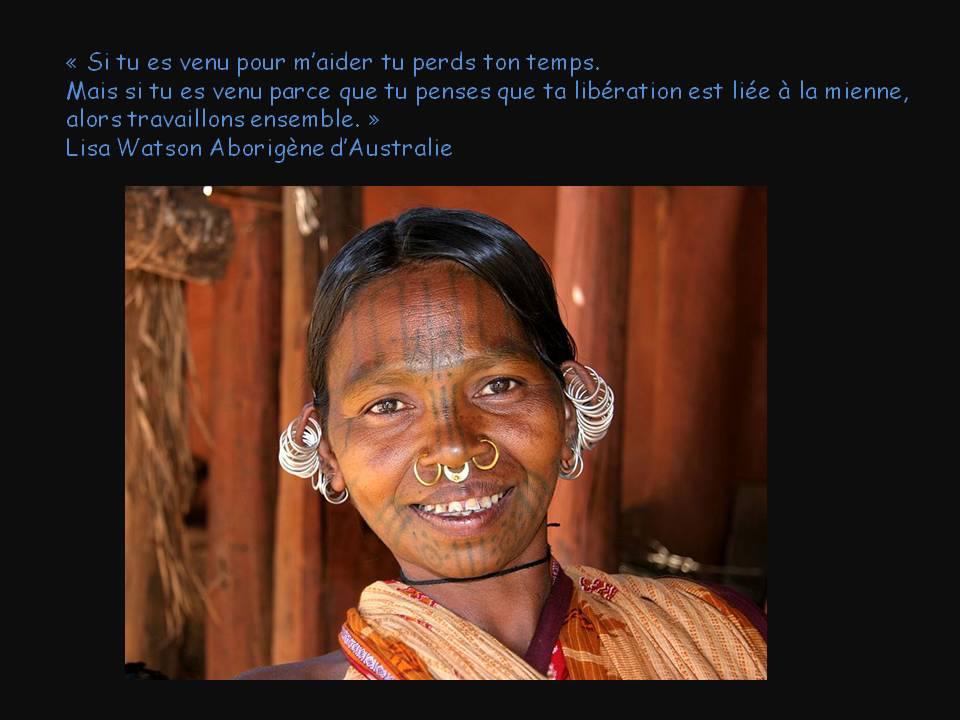 « Si tu es venu pour m’aider tu perds ton temps.
Mais si tu es venu parce que tu penses que ta libération est liée à la mienne,
alors travaillons ensemble. »
Lisa Watson Aborigène d’Australie